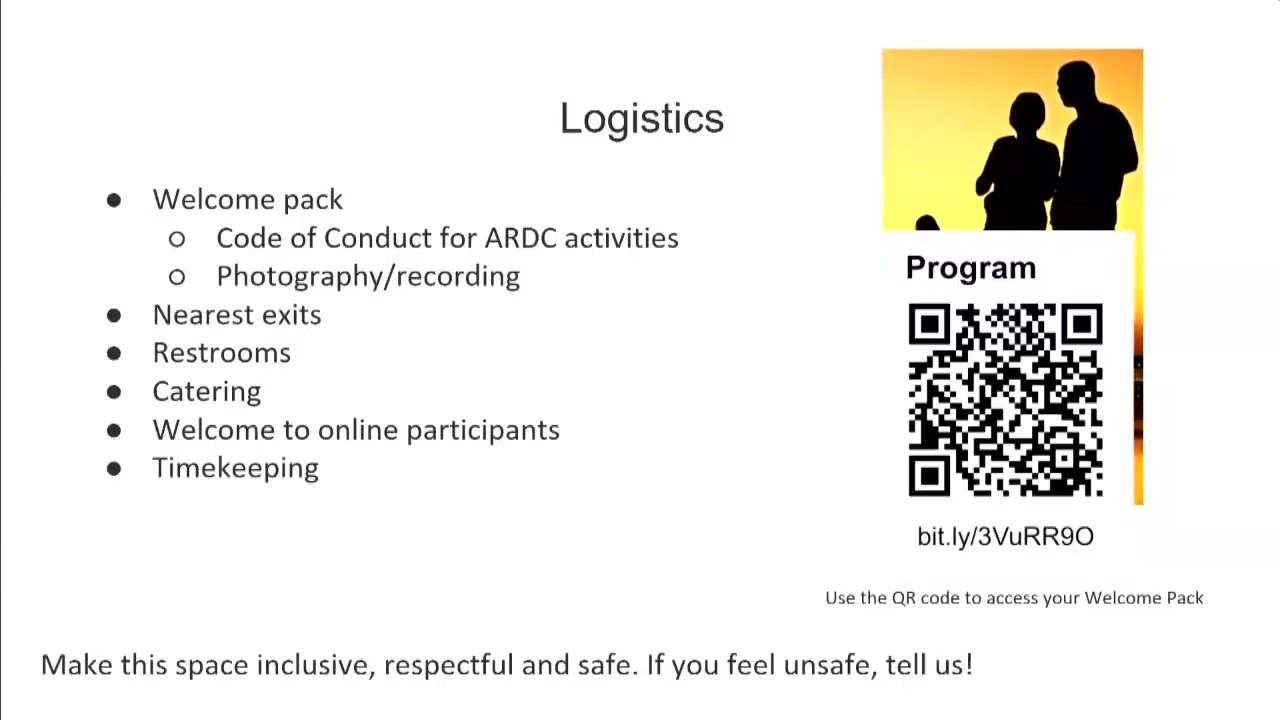 Logistics
Welcome pack
Code of Conduct for ARDC activities
Photography/recording
Nearest exits
Restrooms
Catering
Welcome to online participants
Timekeeping
Program
bit.ly/3VuRR9O
Use the QR code to access your Welcome Pack
Make this space inclusive, respectful and safe. If you feel unsafe, tell us!